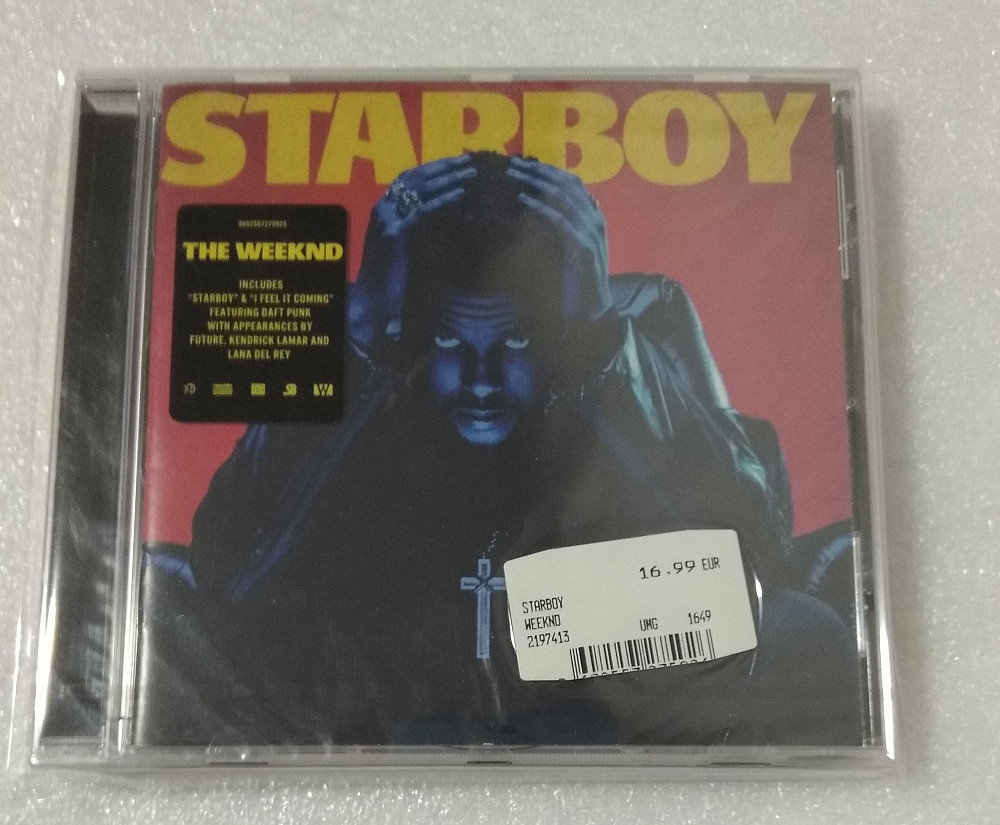 STARBOY
THE WEEKND
INCLUDES
"STARBOY" & "I FEEL IT COMING"
FEATURING DAFT PUNK
WITH APPEARANCES BY
FUTURE, KENDRICK LAMAR AND
LANA DEL REY
XO
16.99 EUR
STARBOY
WEEKND
UMG 1649
2197413